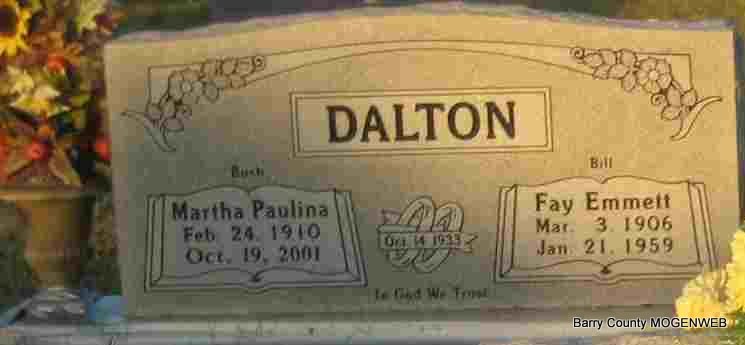 DALTON
Bush
Martha Paulina
Feb. 24, 1910
Oct. 19, 2001
Oct. 14 1933
Bill
Fay Emmett
Mar. 3, 1906
Jan. 21, 1959
In God We Trust
Barry County MOGENWEB